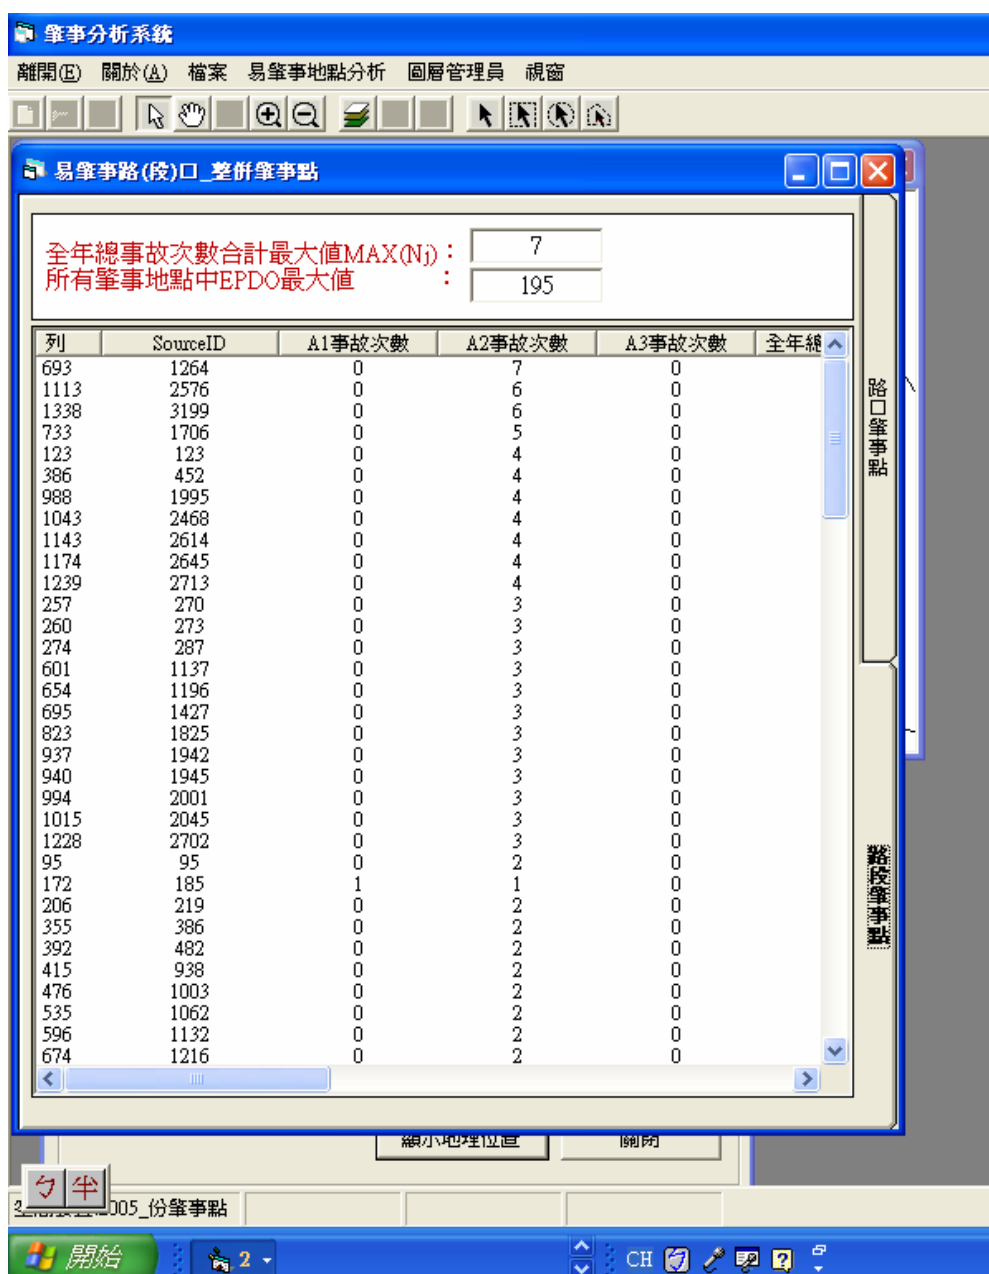 肇事分析系統
離開(E) 關於(A) 檔案 易肇事地點分析 圖層管理員 視窗
易肇事路(段)口_整併肇事點
全年總事故次數合計最大值MAX(Nj)： 7
所有肇事地點中EPDO最大值 ： 195
列 SourceID A1事故次數 A2事故次數 A3事故次數 全年總
693 1264 0 7 0
1113 2576 0 6 0
1338 3199 0 6 0
733 1706 0 5 0
123 123 0 4 0
386 452 0 4 0
988 1995 0 4 0
1043 2468 0 4 0
1143 2614 0 4 0
1174 2645 0 4 0
1239 2713 0 4 0
257 270 0 3 0
260 273 0 3 0
274 287 0 3 0
601 1137 0 3 0
654 1196 0 3 0
695 1427 0 3 0
823 1825 0 3 0
937 1942 0 3 0
940 1945 0 3 0
994 2001 0 3 0
1015 2045 0 3 0
1228 2702 0 3 0
95 95 0 2 0
172 185 1 1 0
206 219 0 2 0
355 386 0 2 0
392 482 0 2 0
415 938 0 2 0
476 1003 0 2 0
535 1062 0 2 0
596 1132 0 2 0
674 1216 0 2 0
路口肇事點
路段肇事點
顯示地理位置 關閉
ㄅ 半
005_份肇事點
開始 2 CH